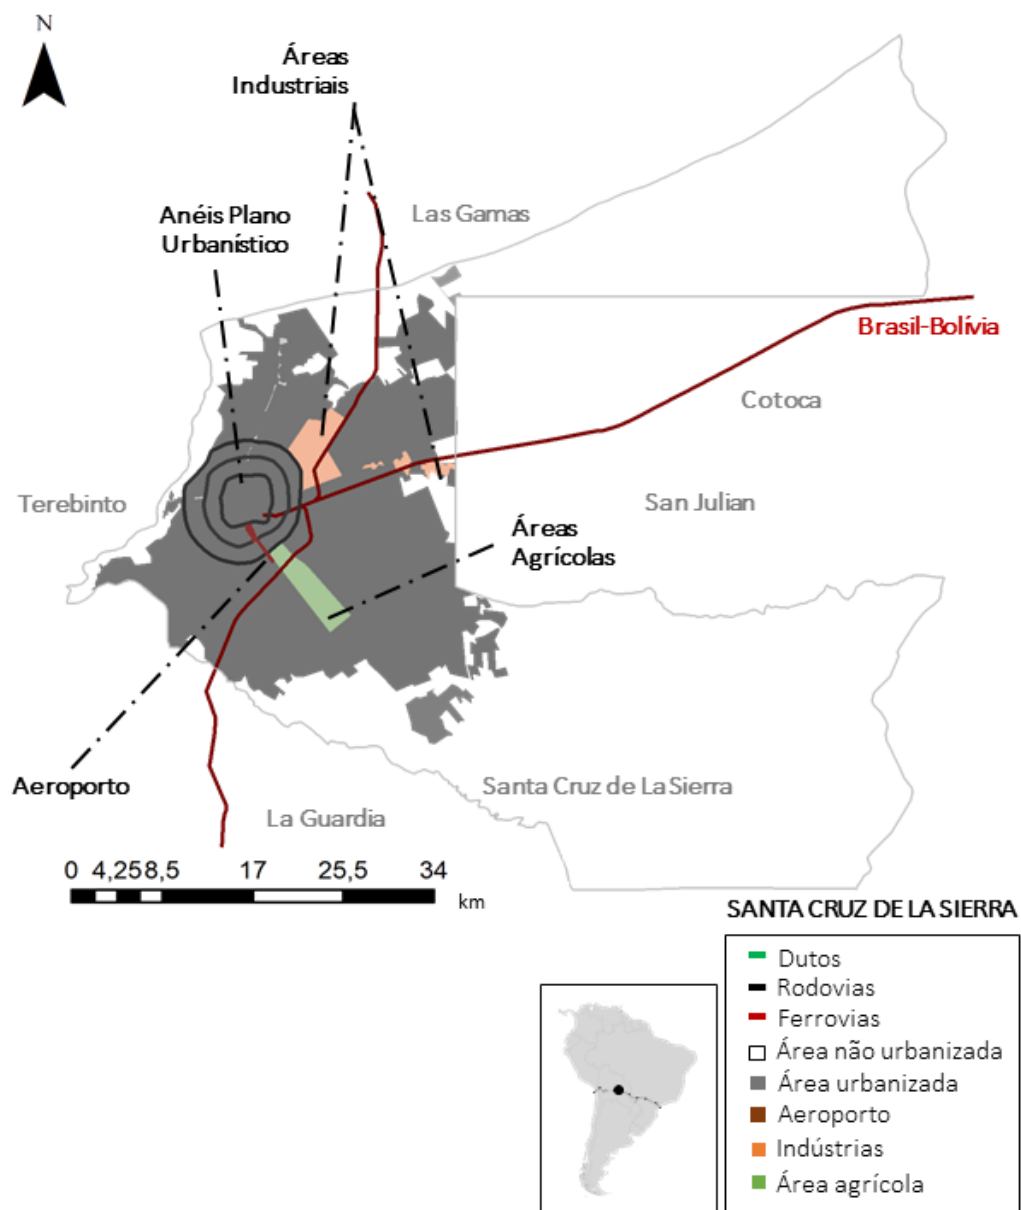 N
Áreas
Industriais
Anéis Plano
Urbanístico
Las Gamas
Brasil-Bolívia
Cotoca
Terebinto
San Julian
Áreas
Agrícolas
Aeroporto
Santa Cruz de La Sierra
La Guardia
0 4,25 8,5 17 25,5 34
km
SANTA CRUZ DE LA SIERRA
Dutos
Rodovias
Ferrovias
Área não urbanizada
Área urbanizada
Aeroporto
Indústrias
Área agrícola